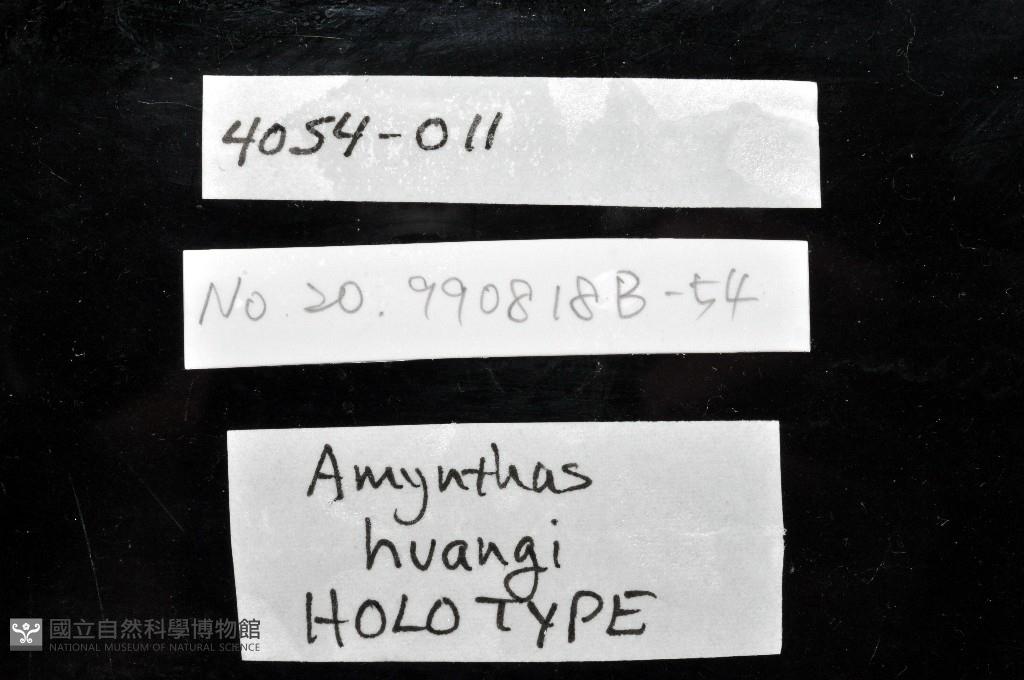 4054-011
No 20. 990818B-54
Amynthas
huangi
HOLOTYPE
國立自然科學博物館
NATIONAL MUSEUM OF NATURAL SCIENCE